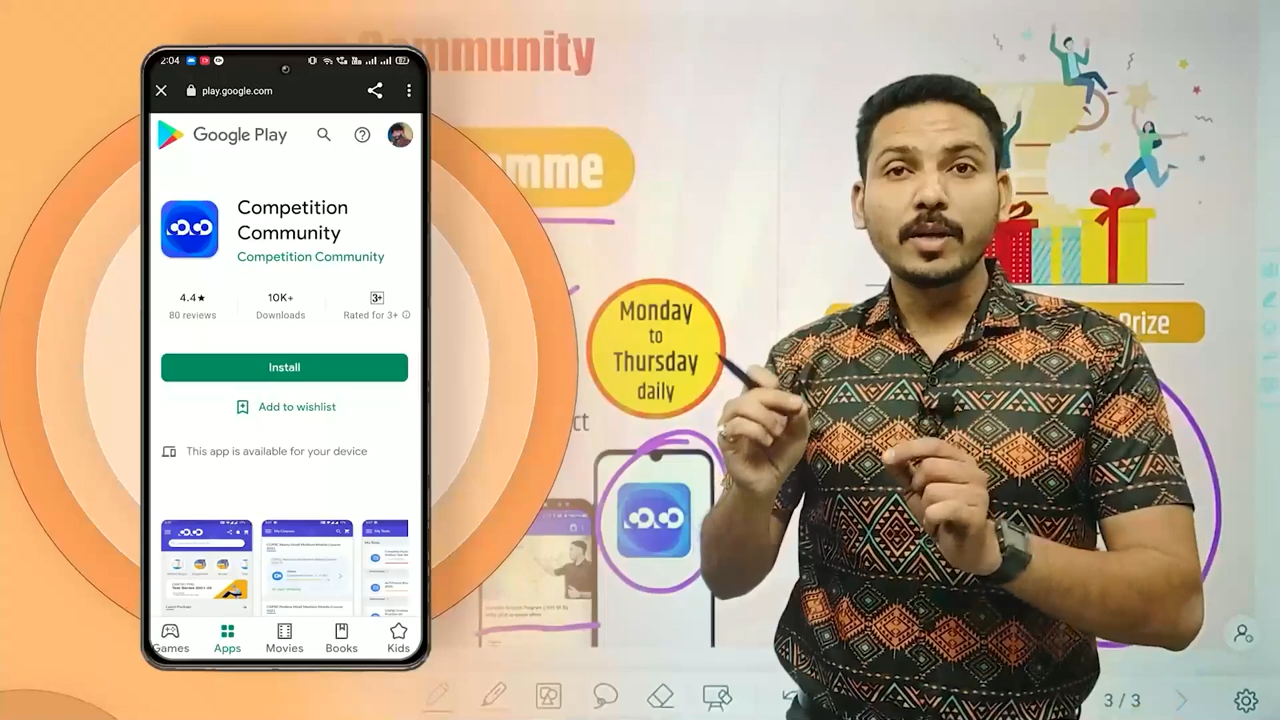 2:04
play.google.com
Google Play
Competition
Community
Competition Community
4.4★
80 reviews
10K+
Downloads
3+
Rated for 3+
Install
Add to wishlist
This app is available for your device
Games
Apps
Movies
Books
Kids
Community
mme
Monday
to
Thursday
daily
ct
Prize
3 / 3